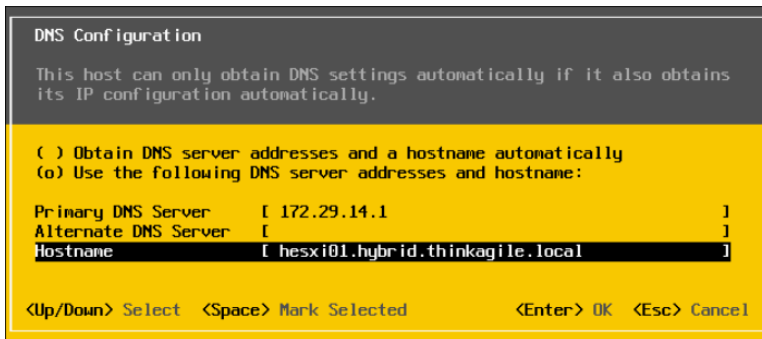 DNS Configuration
This host can only obtain DNS settings automatically if it also obtains
its IP configuration automatically.
( ) Obtain DNS server addresses and a hostname automatically
(o) Use the following DNS server addresses and hostname:
Primary DNS Server [ 172.29.14.1 ]
Alternate DNS Server [ ]
Hostname [ hesxi01.hybrid.thinkagile.local ]
<Up/Down> Select <Space> Mark Selected <Enter> OK <Esc> Cancel